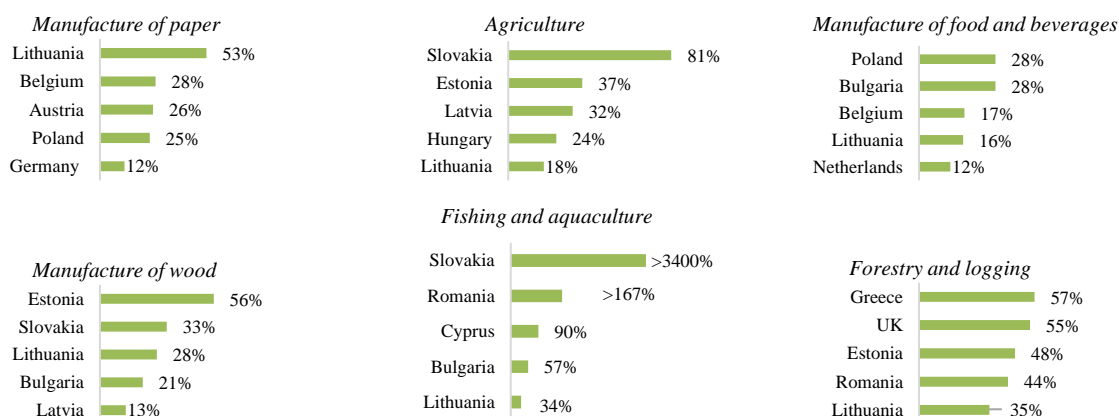 Manufacture of paper
Lithuania 53%
Belgium 28%
Austria 26%
Poland 25%
Germany 12%
Agriculture
Slovakia 81%
Estonia 37%
Latvia 32%
Hungary 24%
Lithuania 18%
Manufacture of food and beverages
Poland 28%
Bulgaria 28%
Belgium 17%
Lithuania 16%
Netherlands 12%
Manufacture of wood
Estonia 56%
Slovakia 33%
Lithuania 28%
Bulgaria 21%
Latvia 13%
Fishing and aquaculture
Slovakia >3400%
Romania >167%
Cyprus 90%
Bulgaria 57%
Lithuania 34%
Forestry and logging
Greece 57%
UK 55%
Estonia 48%
Romania 44%
Lithuania 35%